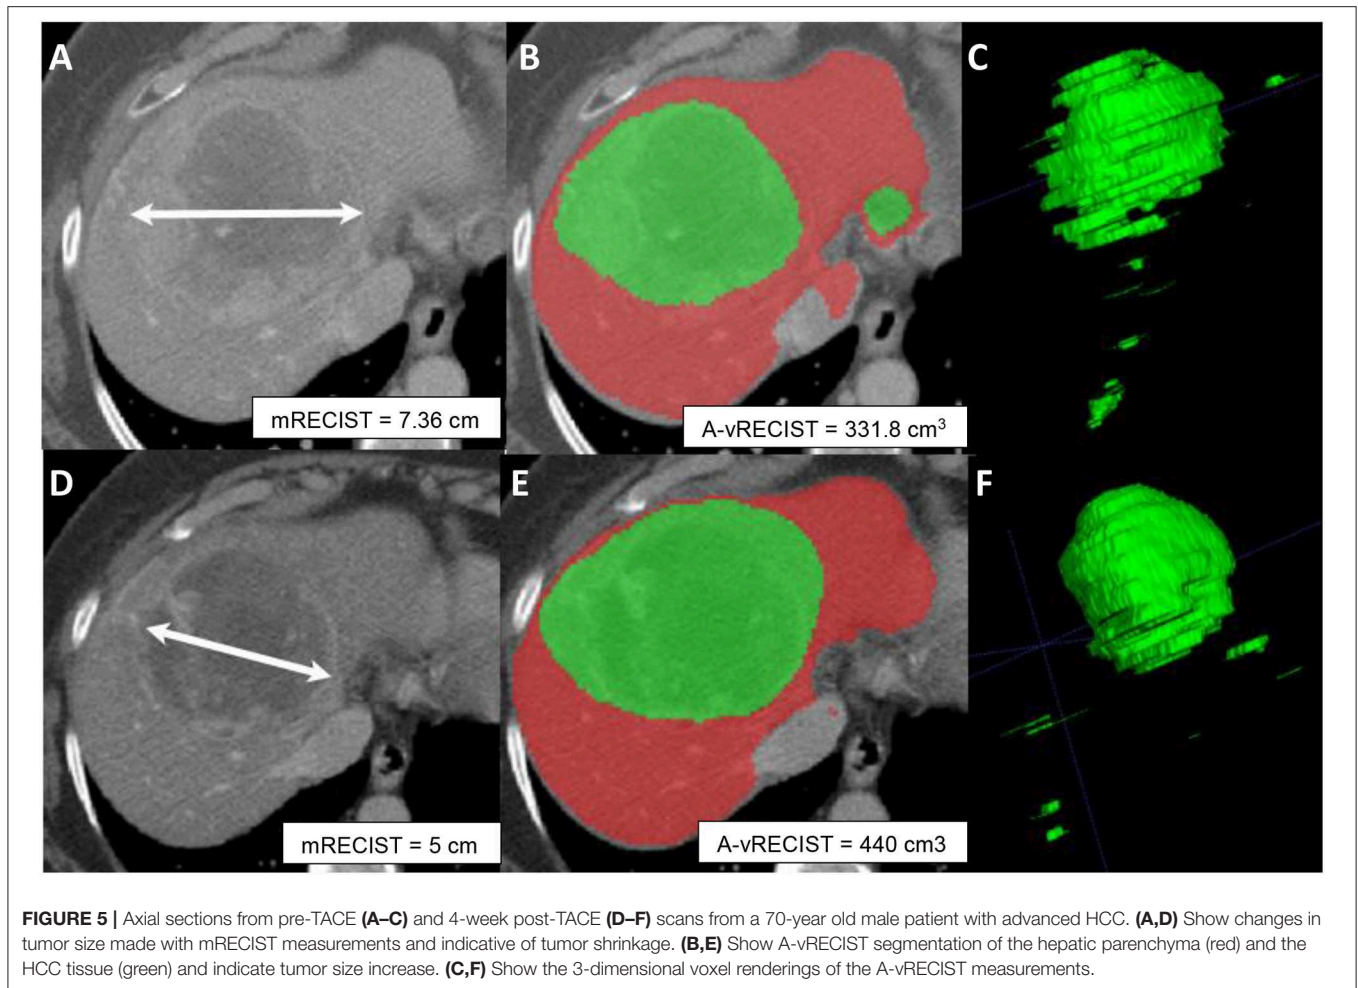 A
B
C
mRECIST = 7.36 cm
A-vRECIST = 331.8 cm³
D
E
F
mRECIST = 5 cm
A-vRECIST = 440 cm3
FIGURE 5 | Axial sections from pre-TACE (A–C) and 4-week post-TACE (D–F) scans from a 70-year old male patient with advanced HCC. (A,D) Show changes in
tumor size made with mRECIST measurements and indicative of tumor shrinkage. (B,E) Show A-vRECIST segmentation of the hepatic parenchyma (red) and the
HCC tissue (green) and indicate tumor size increase. (C,F) Show the 3-dimensional voxel renderings of the A-vRECIST measurements.